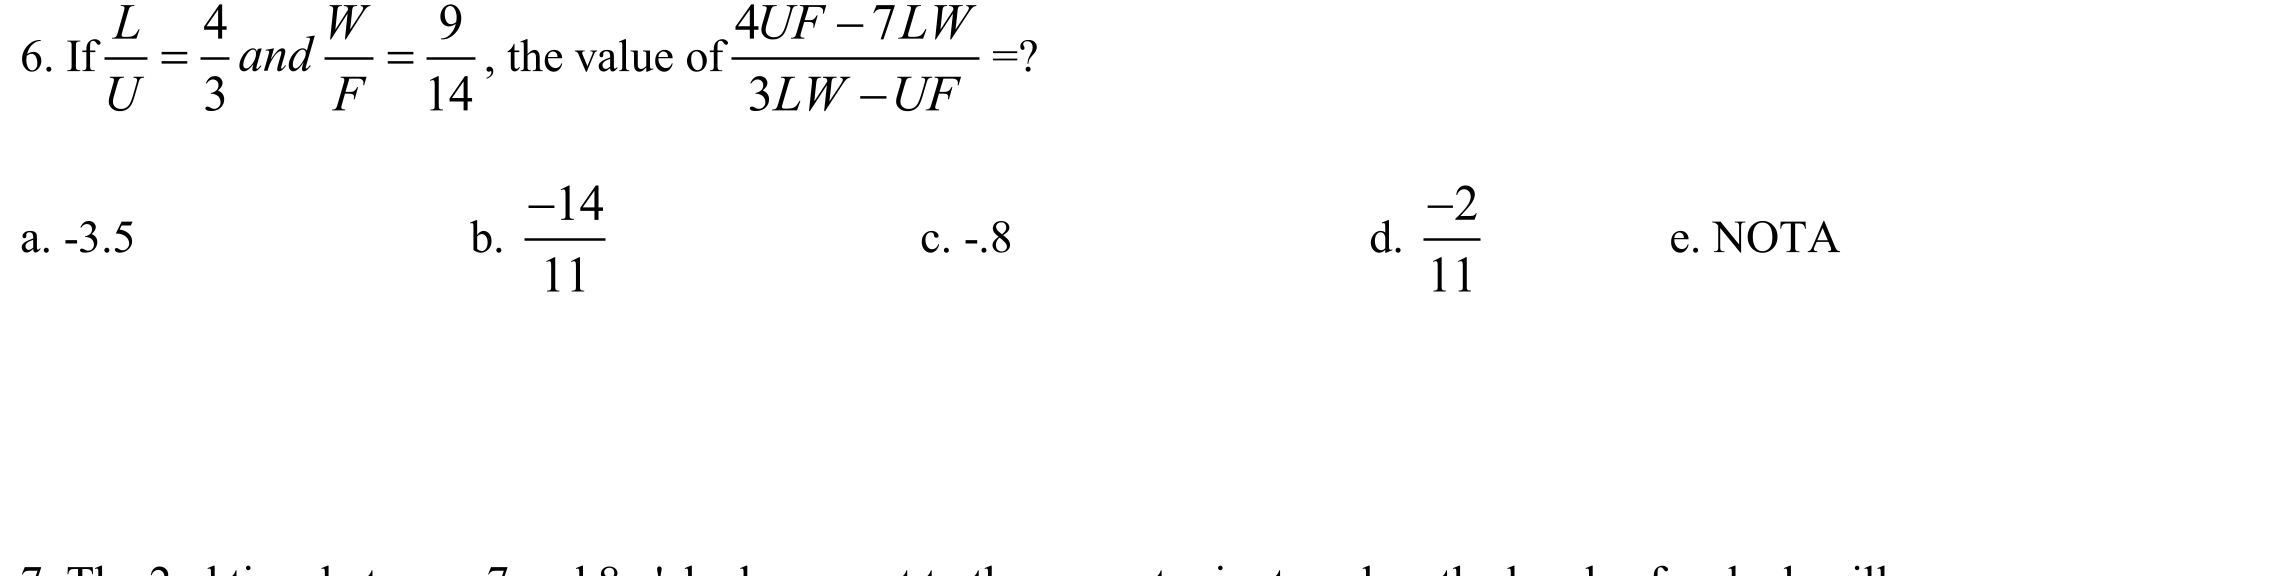 6. If L/U = 4/3 and W/F = 9/14, the value of (4UF – 7LW)/(3LW – UF) =?
a. -3.5 b. –14/11 c. -.8 d. –2/11 e. NOTA